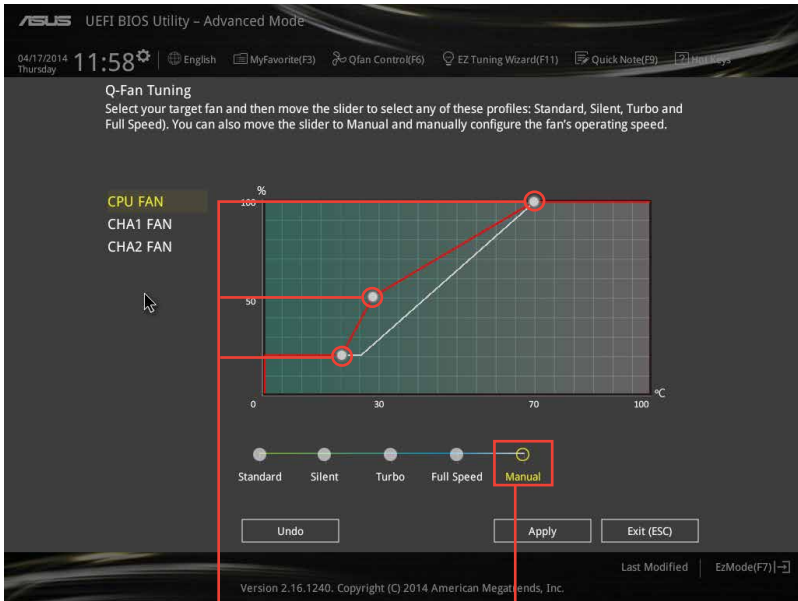 ASUS UEFI BIOS Utility – Advanced Mode
04/17/2014 Thursday 11:58 English MyFavorite(F3) Qfan Control(F6) EZ Tuning Wizard(F11) Quick Note(F9) ? Hot Keys
Q-Fan Tuning
Select your target fan and then move the slider to select any of these profiles: Standard, Silent, Turbo and
Full Speed). You can also move the slider to Manual and manually configure the fan's operating speed.
CPU FAN
CHA1 FAN
CHA2 FAN
%
100
50
0 30 70 100 °C
Standard Silent Turbo Full Speed Manual
Undo Apply Exit (ESC)
Last Modified EzMode(F7)
Version 2.16.1240. Copyright (C) 2014 American Megatrends, Inc.